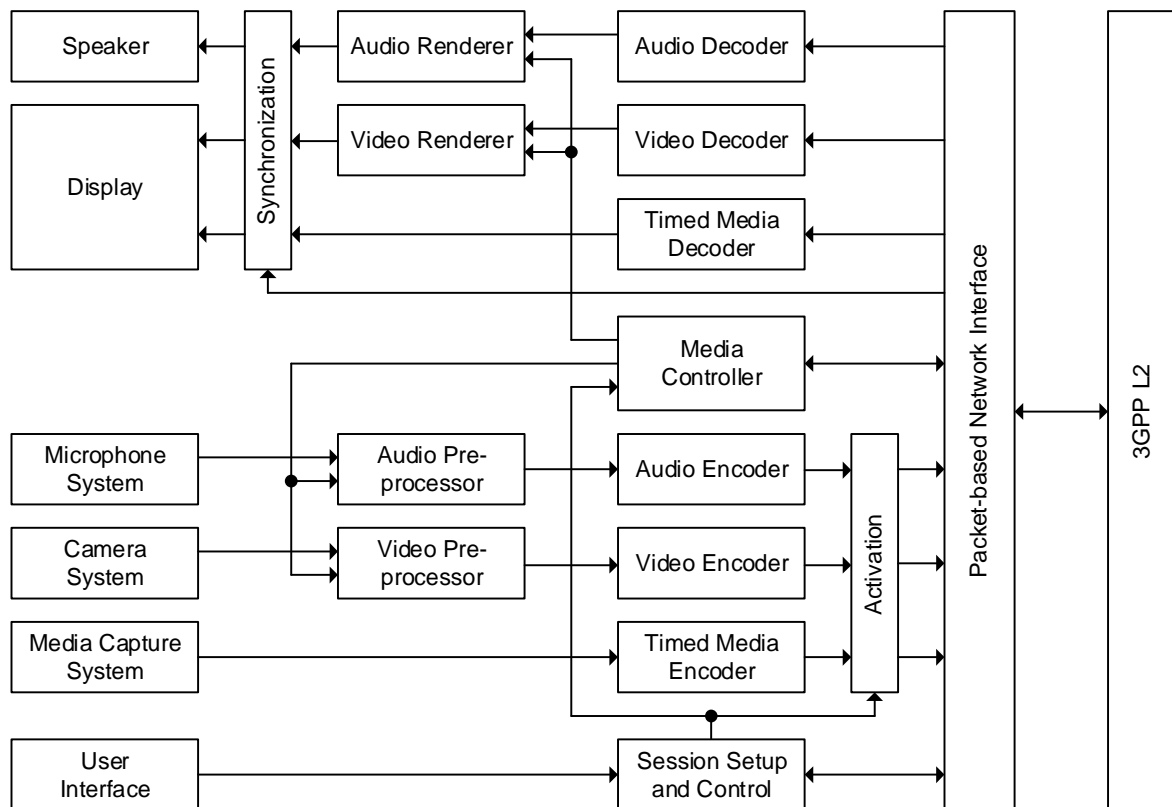 Speaker
Synchronization
Audio Renderer
Audio Decoder
Packet-based Network Interface
3GPP L2
Display
Video Renderer
Video Decoder
Timed Media
Decoder
Media
Controller
Microphone
System
Audio Pre-
processor
Audio Encoder
Activation
Camera
System
Video Pre-
processor
Video Encoder
Media Capture
System
Timed Media
Encoder
User
Interface
Session Setup
and Control